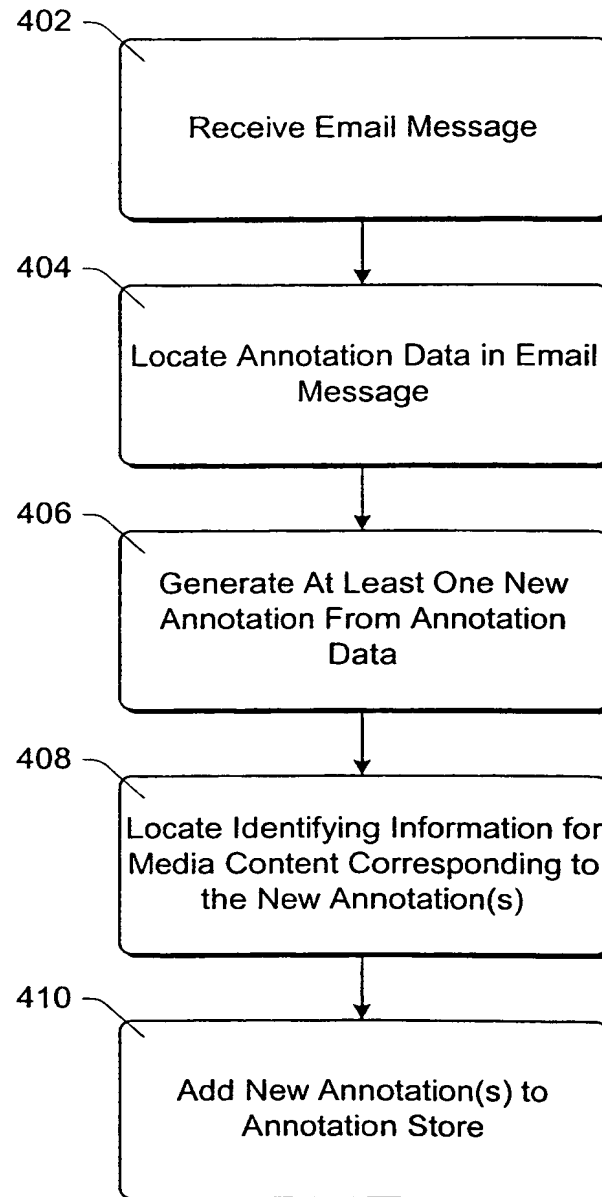 402
Receive Email Message
404
Locate Annotation Data in Email
Message
406
Generate At Least One New
Annotation From Annotation
Data
408
Locate Identifying Information for
Media Content Corresponding to
the New Annotation(s)
410
Add New Annotation(s) to
Annotation Store